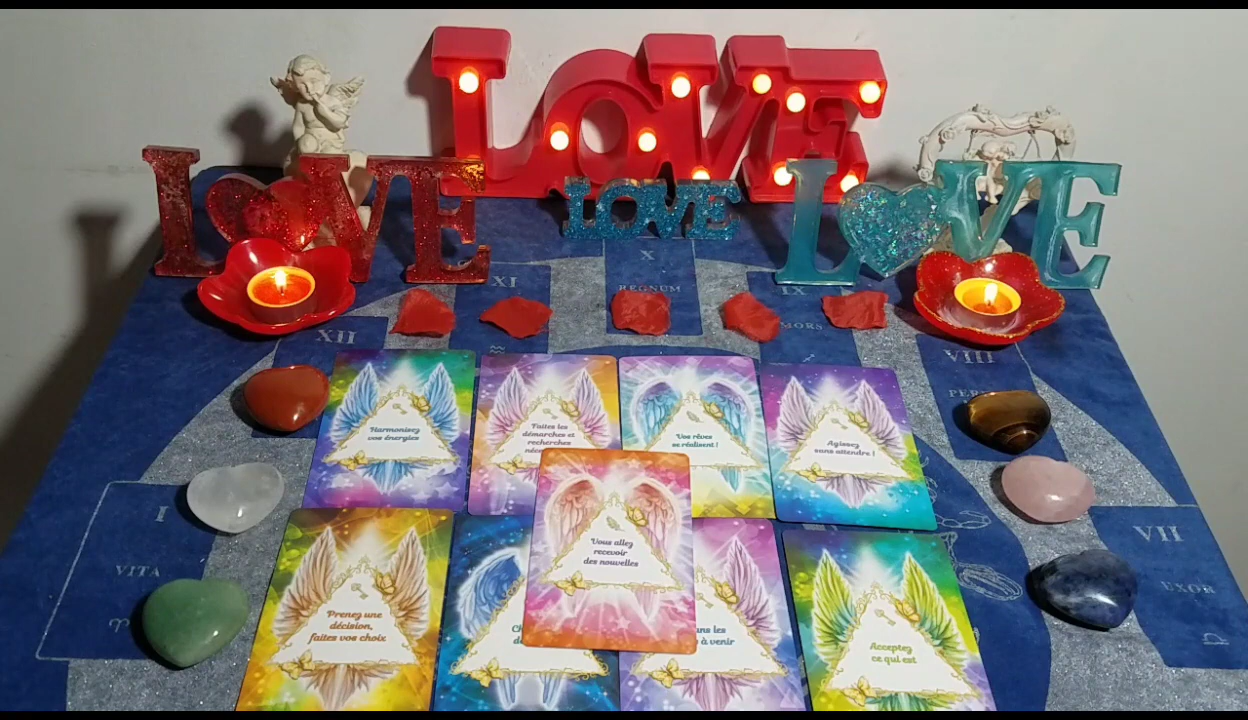 LOVE
LOVE
LOVE
LOVE
X
REGNUM
XI
IX
MORS
XII
VIII
Harmonisez
vos énergies
Faites les
démarches et
recherches
Vos rêves
se réalisent !
Agissez
sans attendre !
I
VITA
VII
UXOR
Vous allez
recevoir
des nouvelles
Prenez une
décision,
faites vos choix
les
à venir
Acceptez
ce qui est